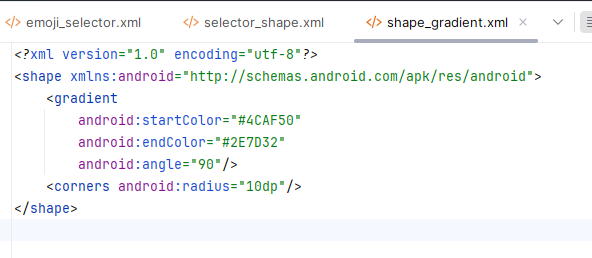 emoji_selector.xml selector_shape.xml shape_gradient.xml
<?xml version="1.0" encoding="utf-8"?>
<shape xmlns:android="http://schemas.android.com/apk/res/android">
    <gradient
        android:startColor="#4CAF50"
        android:endColor="#2E7D32"
        android:angle="90"/>
    <corners android:radius="10dp"/>
</shape>